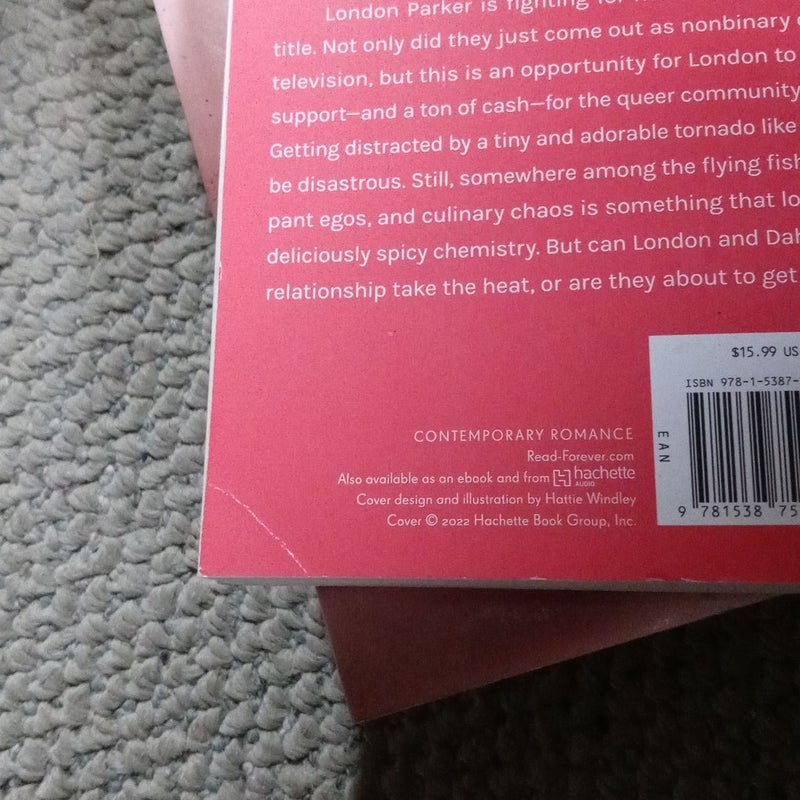 London Parker is fighting for
title. Not only did they just come out as nonbinary
television, but this is an opportunity for London to
support—and a ton of cash—for the queer community
Getting distracted by a tiny and adorable tornado like
be disastrous. Still, somewhere among the flying fish
pant egos, and culinary chaos is something that lo
deliciously spicy chemistry. But can London and Dah
relationship take the heat, or are they about to get
$15.99 US
ISBN 978-1-5387-
EAN
9 781538 75
CONTEMPORARY ROMANCE
Read-Forever.com
Also available as an ebook and from hachette
AUDIO
Cover design and illustration by Hattie Windley
Cover © 2022 Hachette Book Group, Inc.